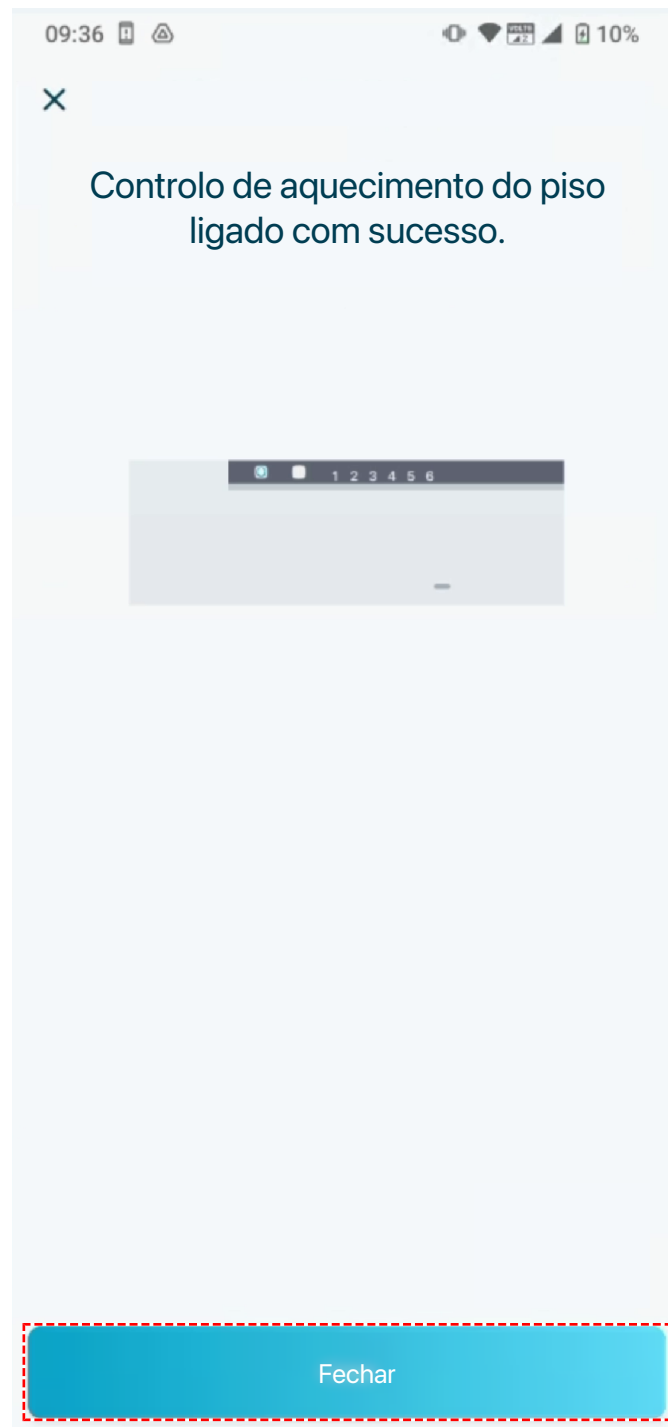 09:36 10%
Controlo de aquecimento do piso
ligado com sucesso.
1 2 3 4 5 6
Fechar